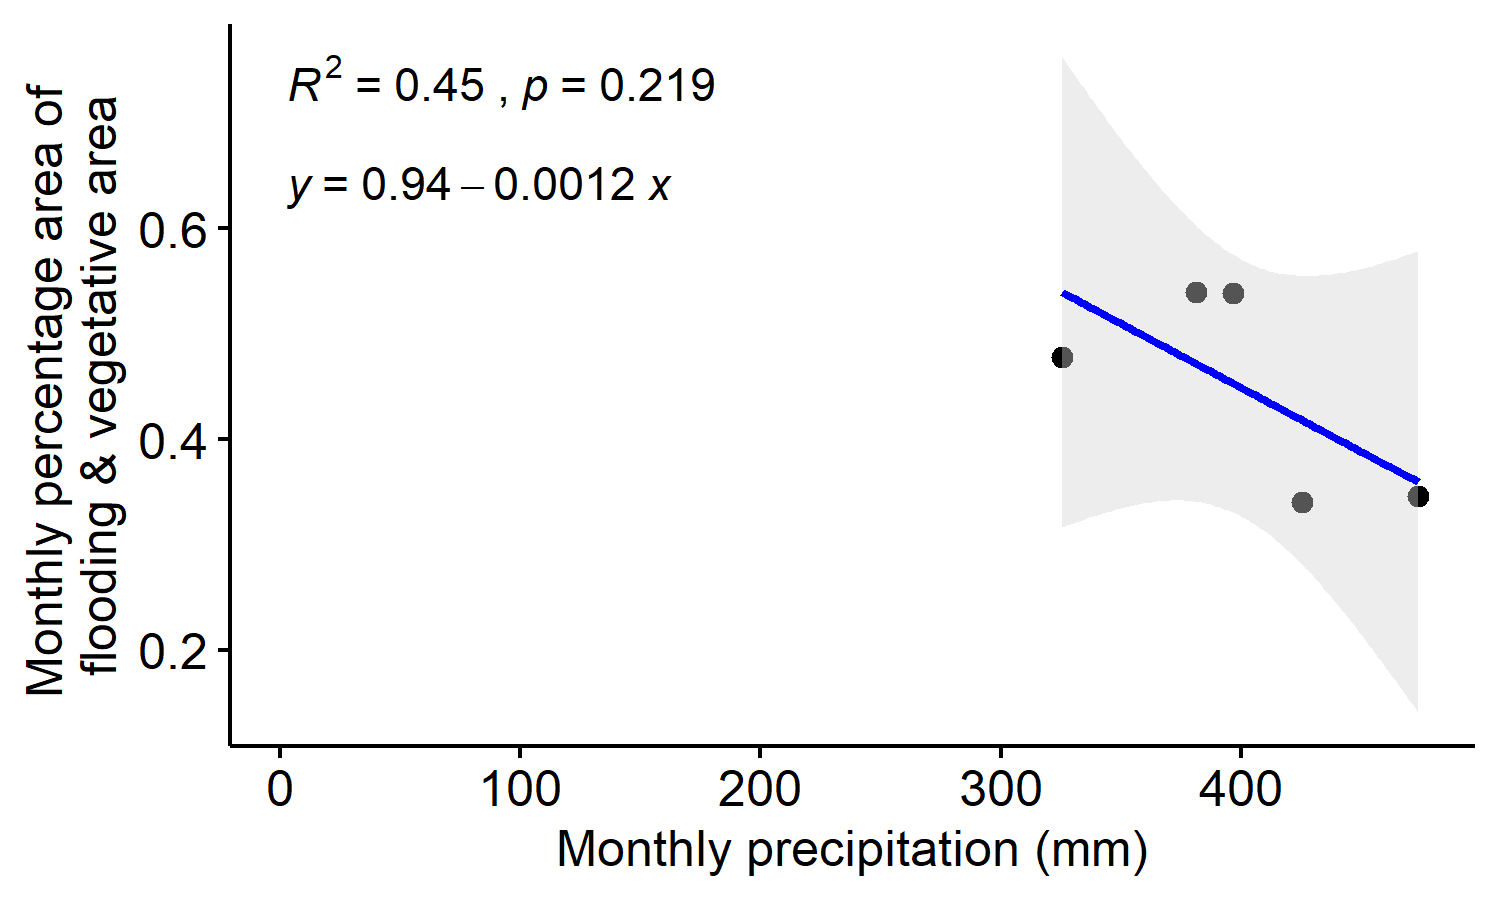 R² = 0.45 , p = 0.219
y = 0.94 – 0.0012 x
Monthly percentage area of
flooding & vegetative area
0.6
0.4
0.2
0 100 200 300 400
Monthly precipitation (mm)